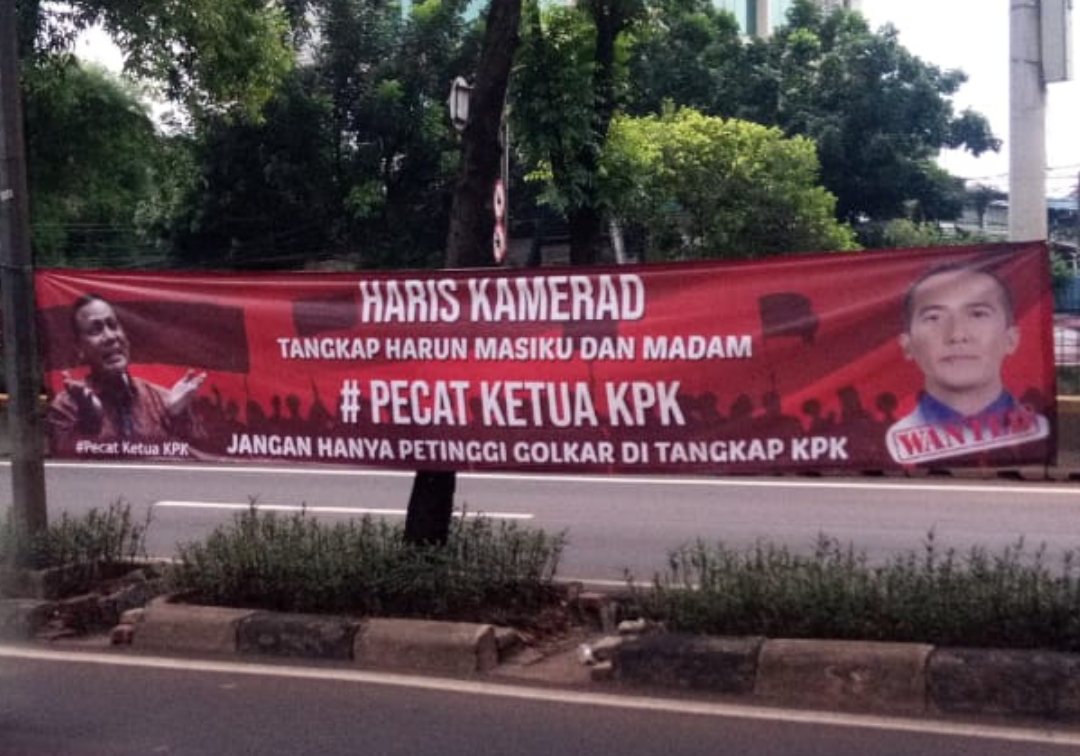 HARIS KAMERAD
TANGKAP HARUN MASIKU DAN MADAM
# PECAT KETUA KPK
JANGAN HANYA PETINGGI GOLKAR DI TANGKAP KPK
#Pecat Ketua KPK
WANTED